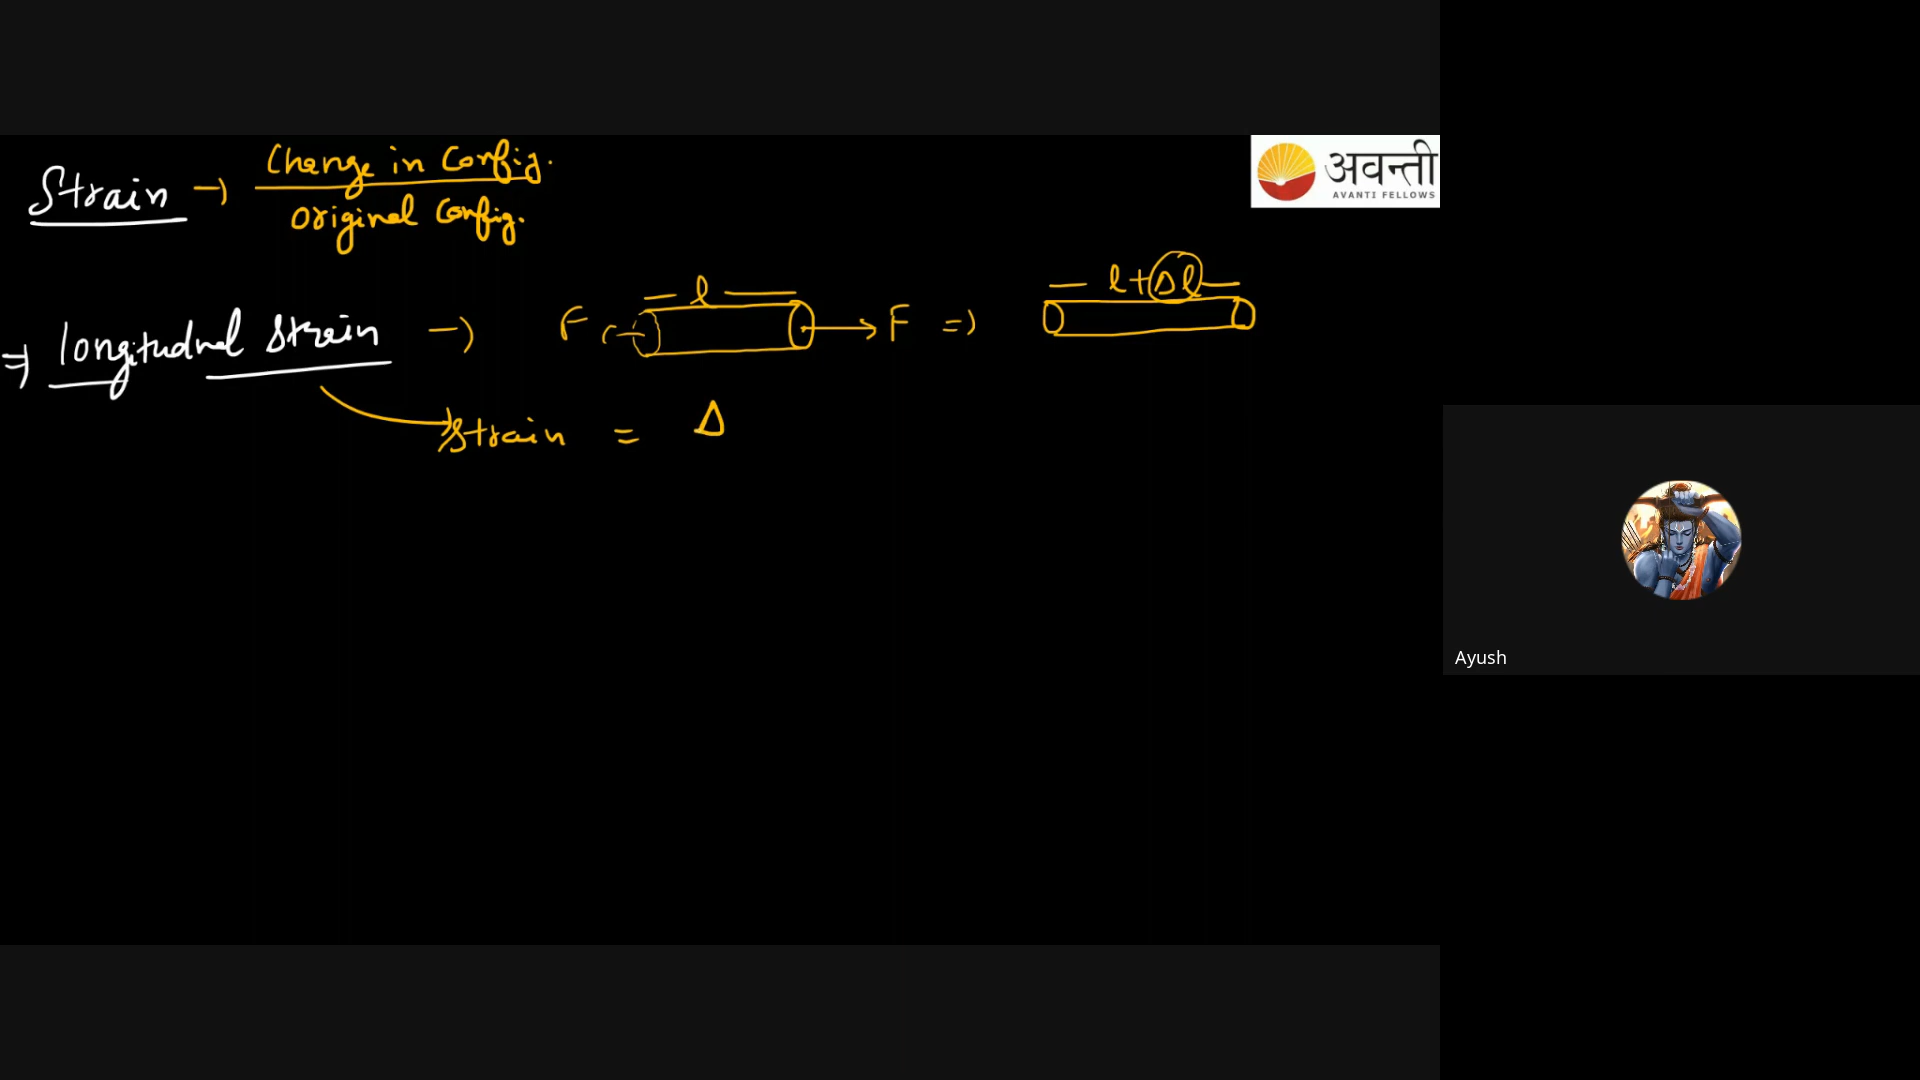 Change in Config.
Strain →
Original Config.
अवन्ती
AVANTI FELLOWS
l
l+Δl
⇒ longitudnal strain → F F ⇒
Strain = Δ
Ayush